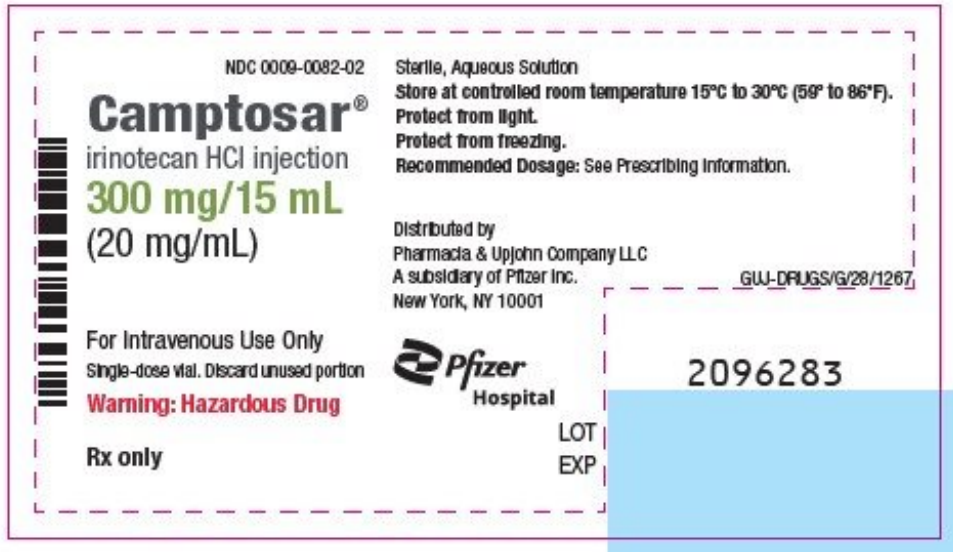 NDC 0009-0082-02
Camptosar®
irinotecan HCl injection
300 mg/15 mL
(20 mg/mL)
For Intravenous Use Only
Single-dose vial. Discard unused portion
Warning: Hazardous Drug
Rx only
Sterile, Aqueous Solution
Store at controlled room temperature 15°C to 30°C (59° to 86°F).
Protect from light.
Protect from freezing.
Recommended Dosage: See Prescribing Information.
Distributed by
Pharmacia & Upjohn Company LLC
A subsidiary of Pfizer Inc.
New York, NY 10001
GUJ-DRUGS/G/28/1267
Pfizer
Hospital
LOT
EXP
2096283